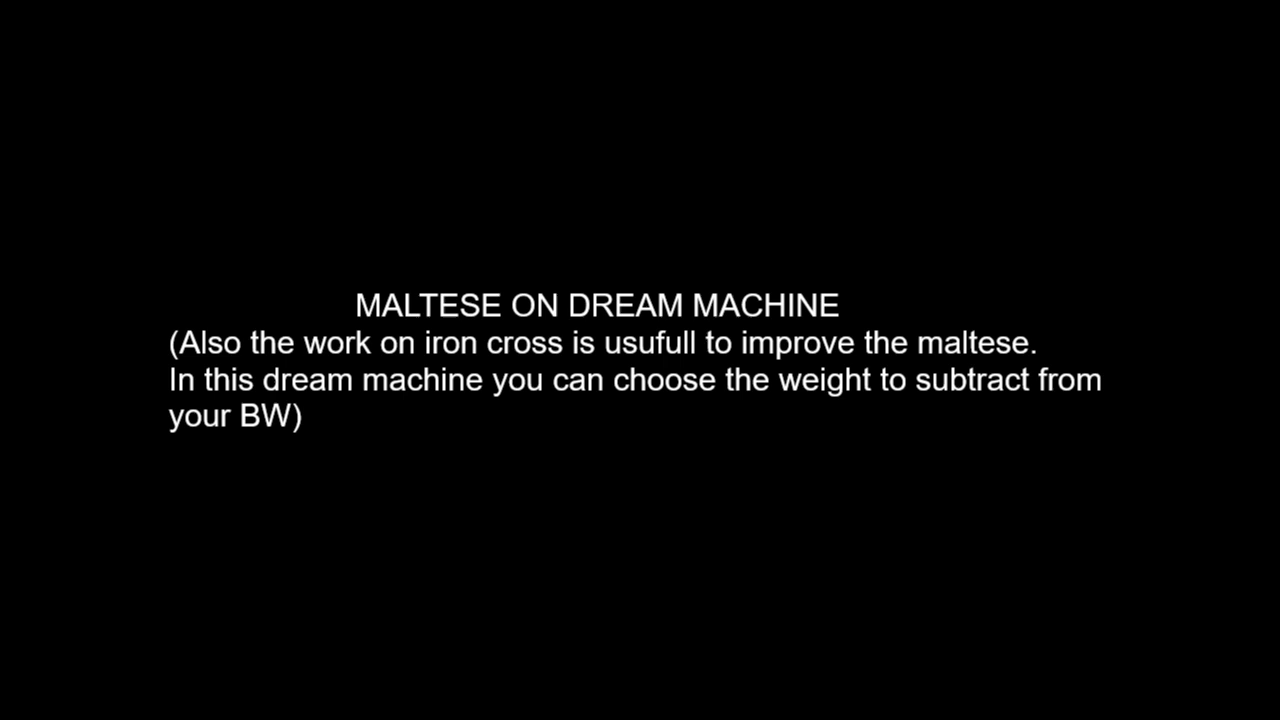 MALTESE ON DREAM MACHINE
(Also the work on iron cross is usufull to improve the maltese.
In this dream machine you can choose the weight to subtract from
your BW)